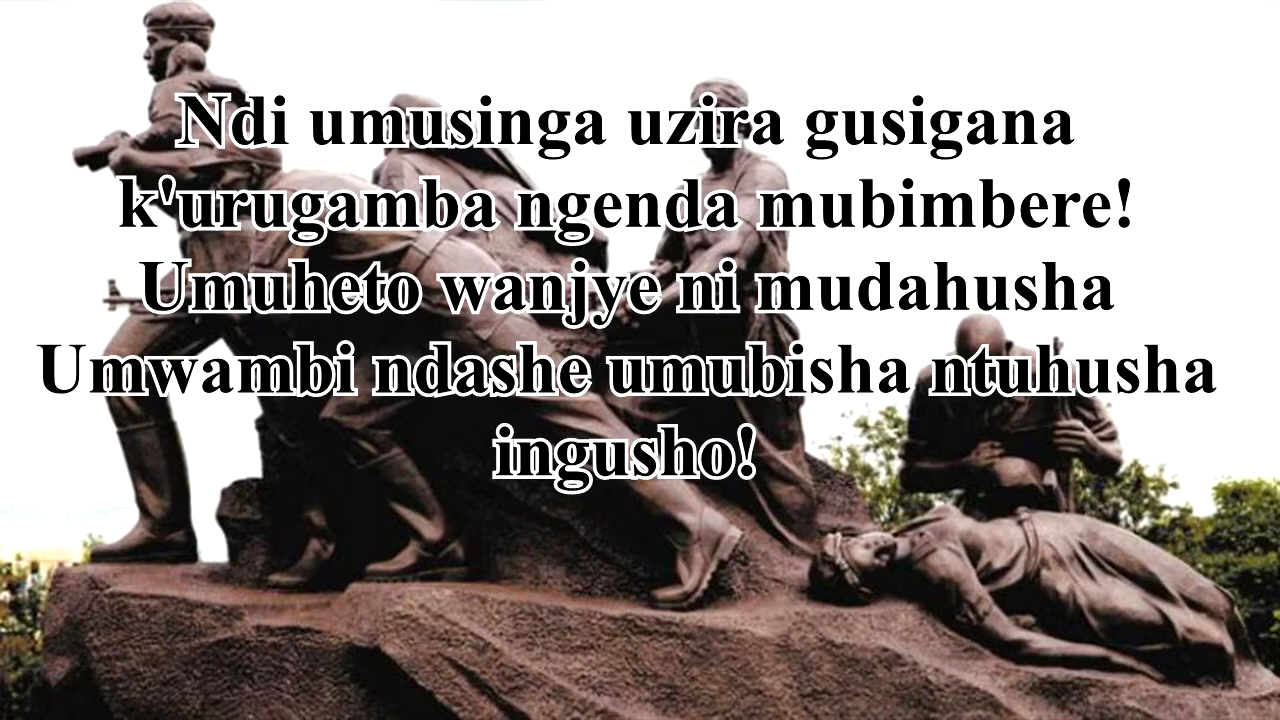 Ndi umusinga uzira gusigana
k'urugamba ngenda mubimbere!
Umuheto wanjye ni mudahusha
Umwambi ndashe umubisha ntuhusha
ingusho!